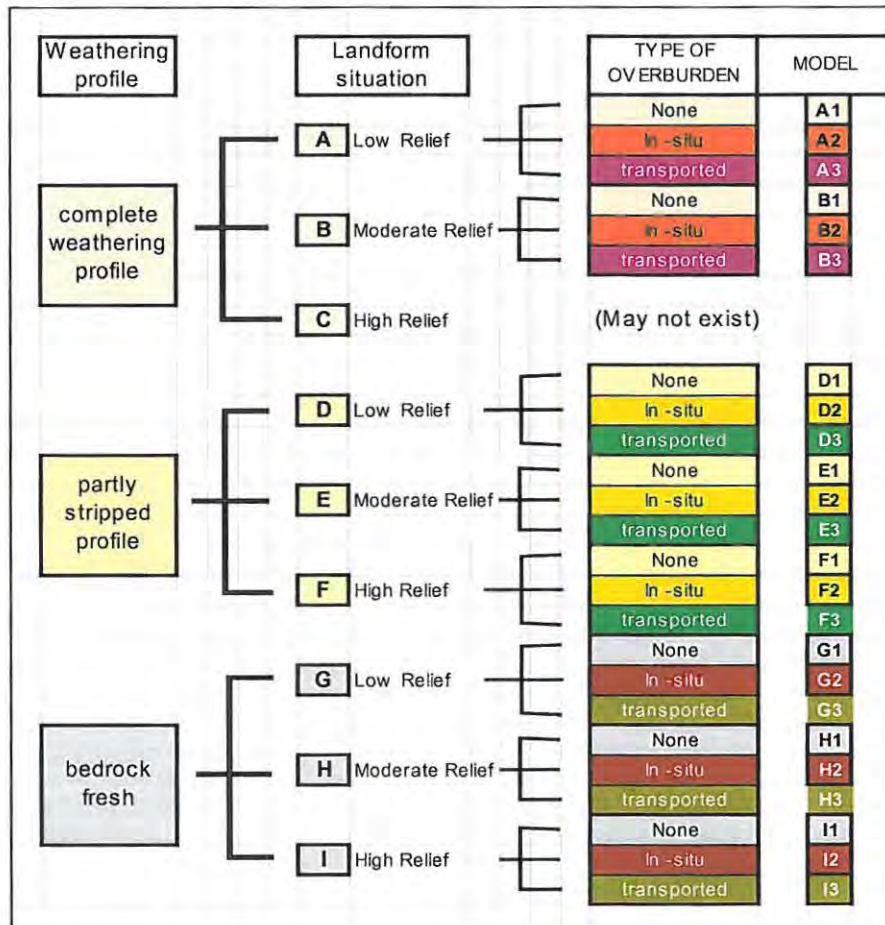 Weathering
profile
Landform
situation
TYPE OF
OVERBURDEN
MODEL
complete
weathering
profile
A Low Relief
None A1
In -situ A2
transported A3
B Moderate Relief
None B1
In -situ B2
transported B3
C High Relief
(May not exist)
partly
stripped
profile
D Low Relief
None D1
In -situ D2
transported D3
E Moderate Relief
None E1
In -situ E2
transported E3
F High Relief
None F1
In -situ F2
transported F3
bedrock
fresh
G Low Relief
None G1
In -situ G2
transported G3
H Moderate Relief
None H1
In -situ H2
transported H3
I High Relief
None I1
In -situ I2
transported I3